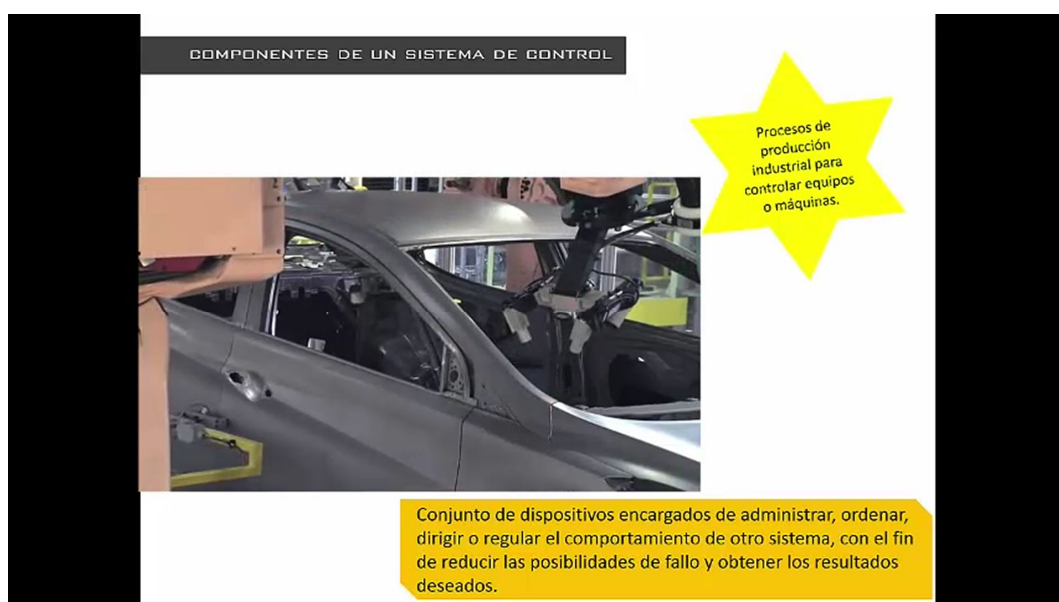 COMPONENTES DE UN SISTEMA DE CONTROL
Procesos de
producción
industrial para
controlar equipos
o máquinas.
Conjunto de dispositivos encargados de administrar, ordenar,
dirigir o regular el comportamiento de otro sistema, con el fin
de reducir las posibilidades de fallo y obtener los resultados
deseados.